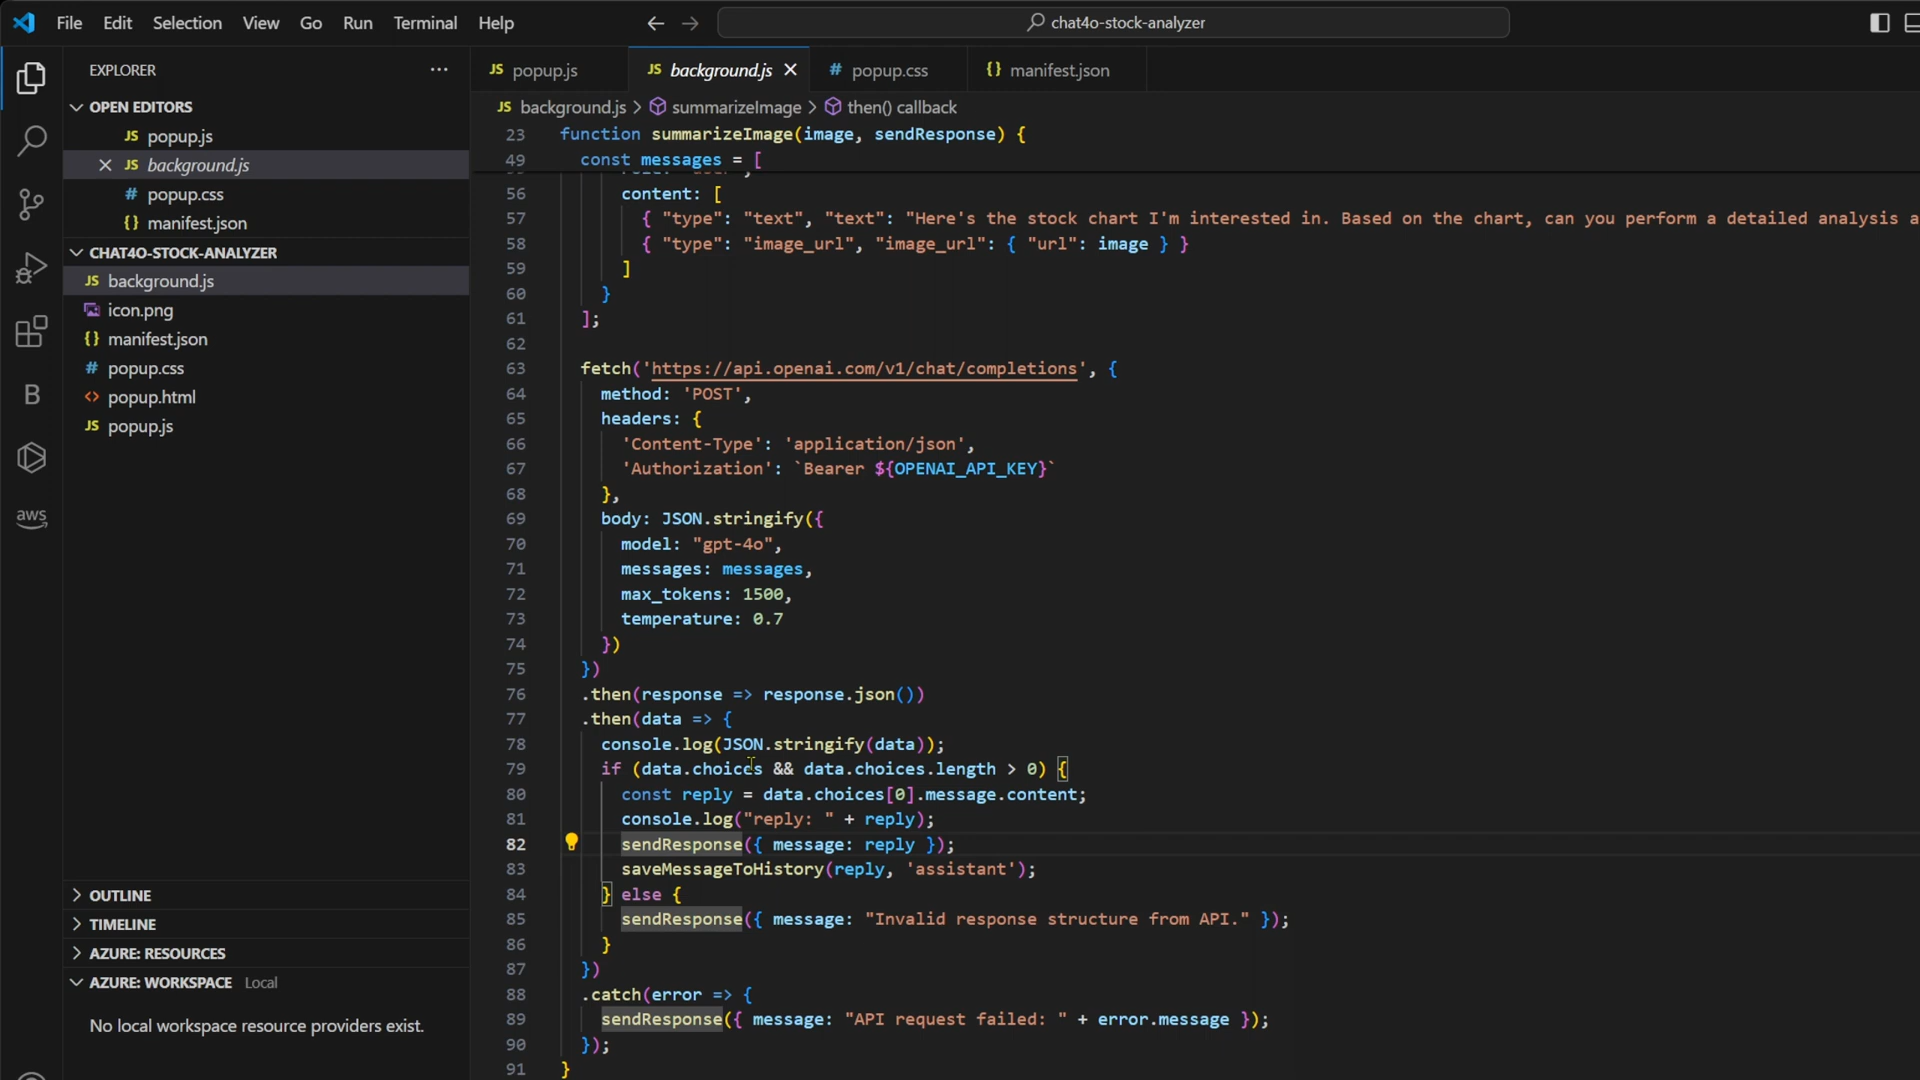 File Edit Selection View Go Run Terminal Help
chat4o-stock-analyzer
EXPLORER
OPEN EDITORS
JS popup.js
JS background.js
# popup.css
{} manifest.json
CHAT4O-STOCK-ANALYZER
JS background.js
icon.png
{} manifest.json
# popup.css
<> popup.html
JS popup.js
B
aws
OUTLINE
TIMELINE
AZURE: RESOURCES
AZURE: WORKSPACE Local
No local workspace resource providers exist.
JS popup.js JS background.js # popup.css {} manifest.json
JS background.js > summarizeImage > then() callback
23 function summarizeImage(image, sendResponse) {
49 const messages = [
56 content: [
57 { "type": "text", "text": "Here's the stock chart I'm interested in. Based on the chart, can you perform a detailed analysis a
58 { "type": "image_url", "image_url": { "url": image } }
59 ]
60 }
61 ];
62
63 fetch('https://api.openai.com/v1/chat/completions', {
64 method: 'POST',
65 headers: {
66 'Content-Type': 'application/json',
67 'Authorization': `Bearer ${OPENAI_API_KEY}`
68 },
69 body: JSON.stringify({
70 model: "gpt-4o",
71 messages: messages,
72 max_tokens: 1500,
73 temperature: 0.7
74 })
75 })
76 .then(response => response.json())
77 .then(data => {
78 console.log(JSON.stringify(data));
79 if (data.choices && data.choices.length > 0) {
80 const reply = data.choices[0].message.content;
81 console.log("reply: " + reply);
82 sendResponse({ message: reply });
83 saveMessageToHistory(reply, 'assistant');
84 } else {
85 sendResponse({ message: "Invalid response structure from API." });
86 }
87 })
88 .catch(error => {
89 sendResponse({ message: "API request failed: " + error.message });
90 });
91 }